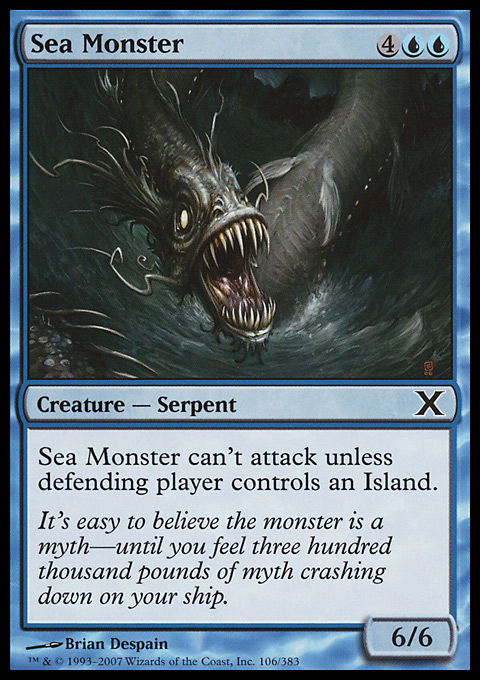 Sea Monster 4
Creature — Serpent X
Sea Monster can't attack unless
defending player controls an Island.
It's easy to believe the monster is a
myth—until you feel three hundred
thousand pounds of myth crashing
down on your ship.
6/6
Brian Despain
™ & © 1993–2007 Wizards of the Coast, Inc. 106/383